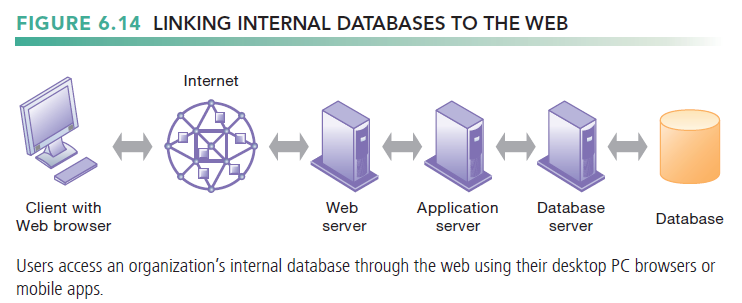 FIGURE 6.14 LINKING INTERNAL DATABASES TO THE WEB
Internet
Client with
Web browser
Web
server
Application
server
Database
server
Database
Users access an organization’s internal database through the web using their desktop PC browsers or
mobile apps.